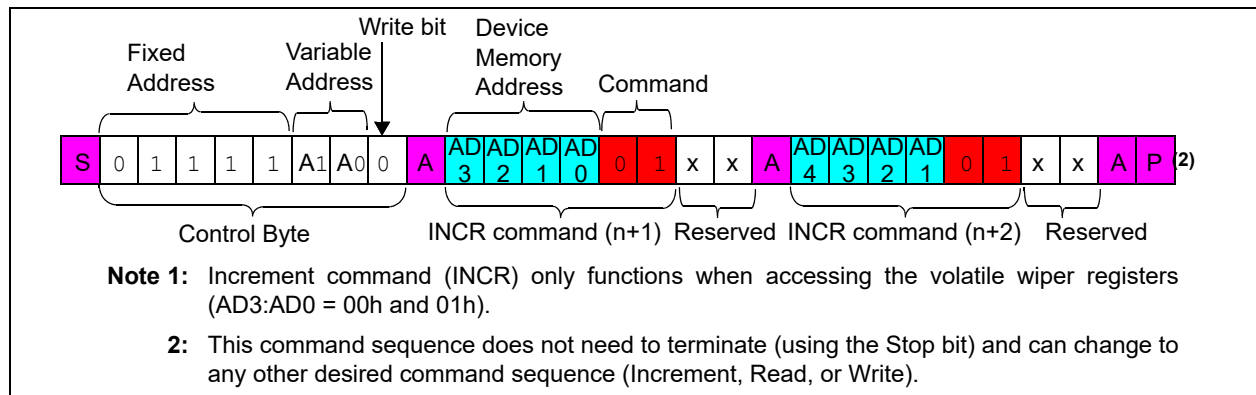 Write bit
Fixed Address
Variable Address
Device Memory Address
Command
S 0 1 1 1 1 A1 A0 0 A AD3 AD2 AD1 AD0 0 1 x x A AD4 AD3 AD2 AD1 0 1 x x A P (2)
Control Byte INCR command (n+1) Reserved INCR command (n+2) Reserved
Note 1: Increment command (INCR) only functions when accessing the volatile wiper registers
(AD3:AD0 = 00h and 01h).
2: This command sequence does not need to terminate (using the Stop bit) and can change to
any other desired command sequence (Increment, Read, or Write).